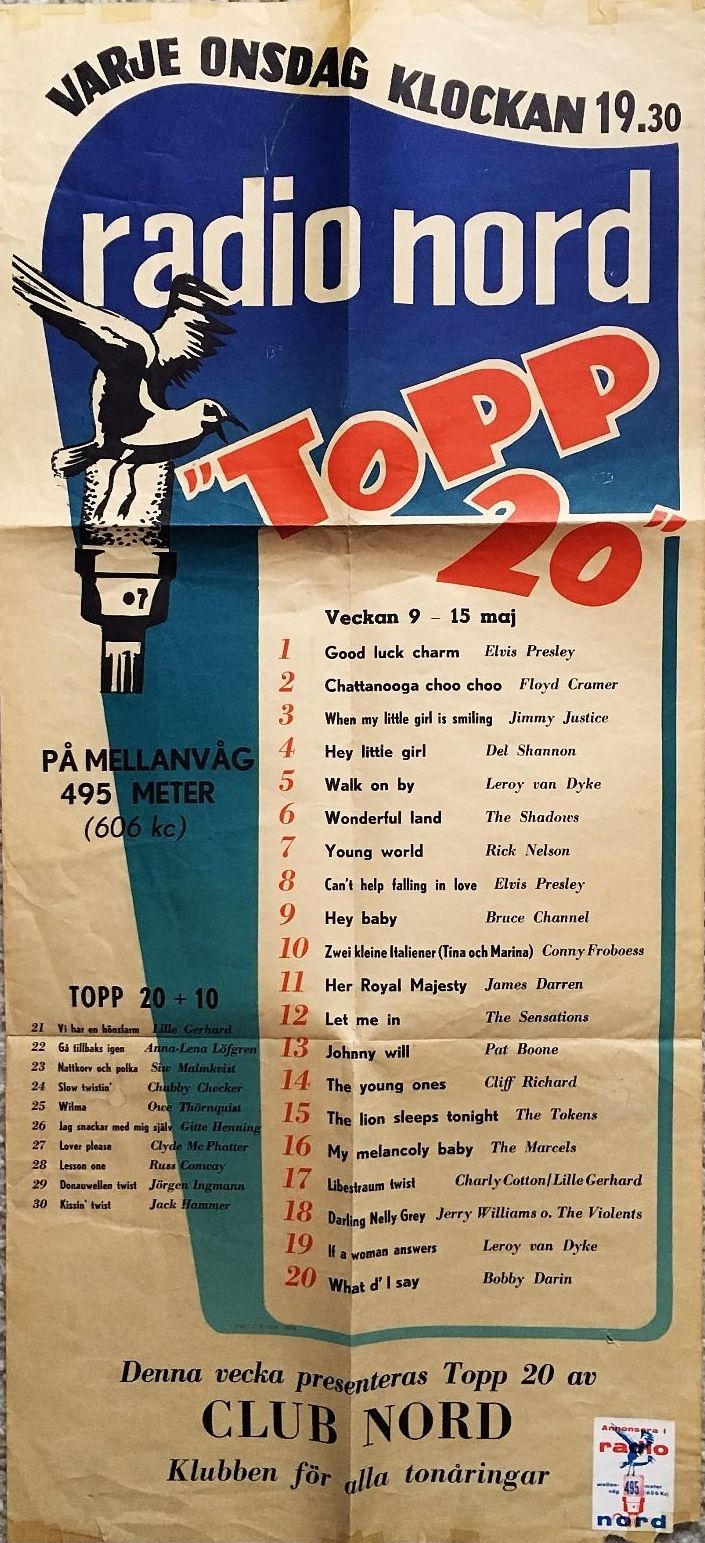 VARJE ONSDAG KLOCKAN 19.30
radio nord
"TOPP
20"
Veckan 9 – 15 maj
1 Good luck charm Elvis Presley
2 Chattanooga choo choo Floyd Cramer
3 When my little girl is smiling Jimmy Justice
4 Hey little girl Del Shannon
5 Walk on by Leroy van Dyke
6 Wonderful land The Shadows
7 Young world Rick Nelson
8 Can't help falling in love Elvis Presley
9 Hey baby Bruce Channel
10 Zwei kleine Italiener (Tina och Marina) Conny Froboess
11 Her Royal Majesty James Darren
12 Let me in The Sensations
13 Johnny will Pat Boone
14 The young ones Cliff Richard
15 The lion sleeps tonight The Tokens
16 My melancoly baby The Marcels
17 Libestraum twist Charly Cotton/Lille Gerhard
18 Darling Nelly Grey Jerry Williams o. The Violents
19 If a woman answers Leroy van Dyke
20 What d' I say Bobby Darin
PÅ MELLANVÅG
495 METER
(606 kc)
TOPP 20 + 10
21 Vi har en hönsfarm Lille Gerhard
22 Gå tillbaks igen Anna-Lena Löfgren
23 Nattkorv och polka Siw Malmkvist
24 Slow twistin' Chubby Checker
25 Wilma Owe Thörnquist
26 Jag snackar med mig själv Gitte Henning
27 Lover please Clyde Mc Phatter
28 Lesson one Russ Conway
29 Donauwellen twist Jörgen Ingmann
30 Kissin' twist Jack Hammer
Denna vecka presenteras Topp 20 av
CLUB NORD
Klubben för alla tonåringar
Annonsera i
radio
mellan- 495 meter
våg (606 Kc)
nord